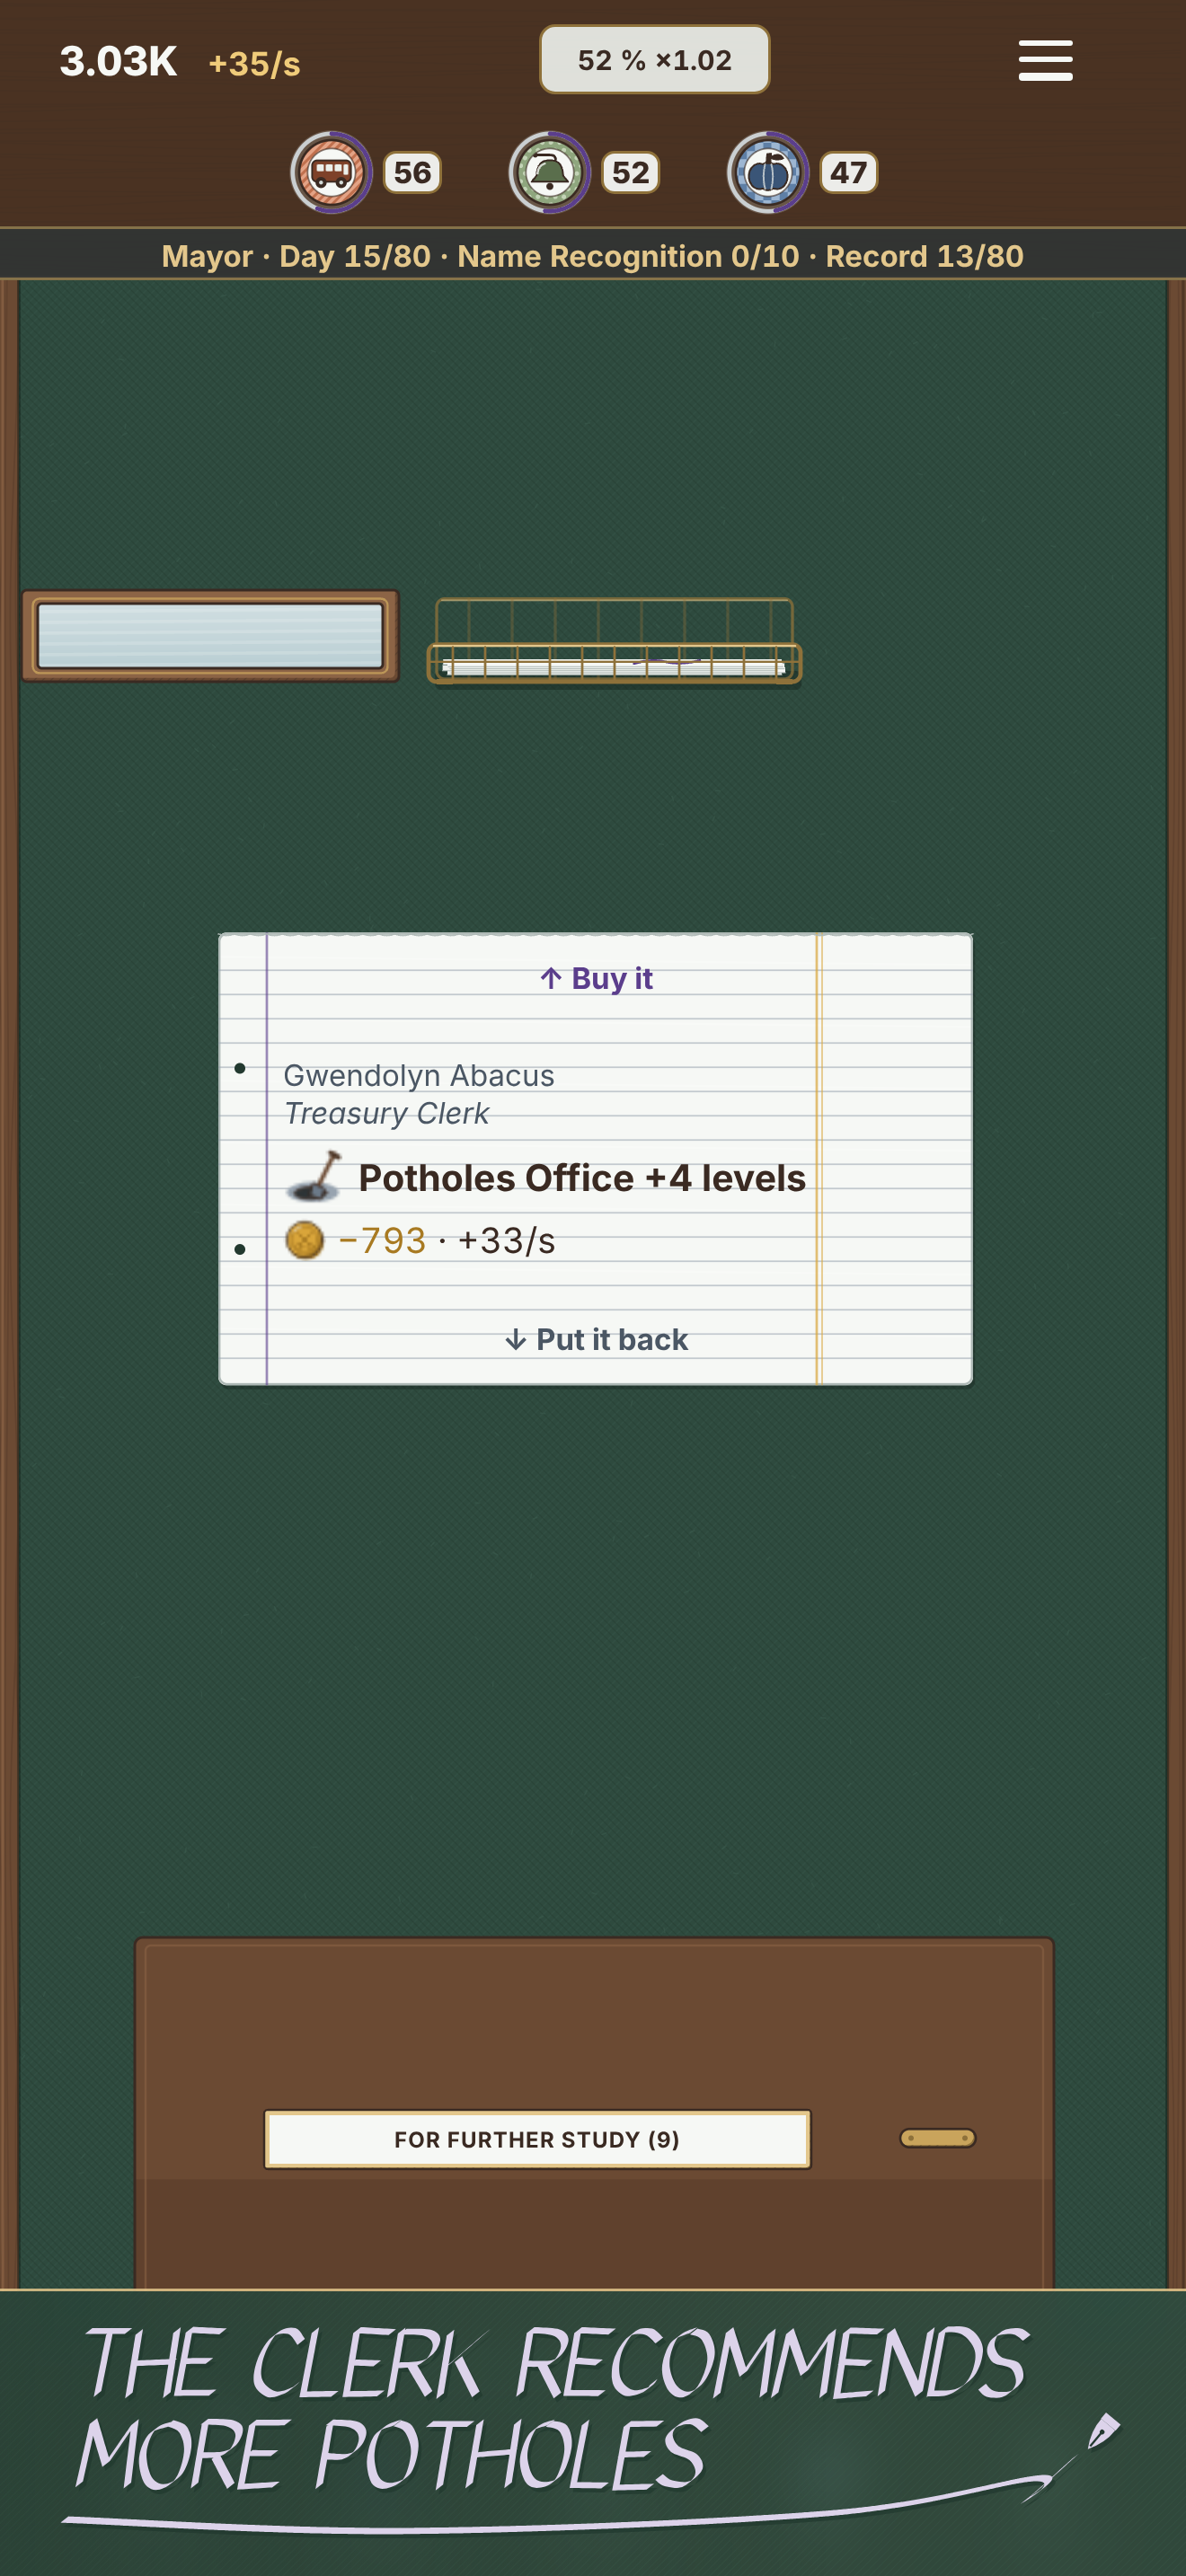 3.03K +35/s 52 % ×1.02
56 52 47
Mayor · Day 15/80 · Name Recognition 0/10 · Record 13/80
↑ Buy it
Gwendolyn Abacus
Treasury Clerk
Potholes Office +4 levels
−793 · +33/s
↓ Put it back
FOR FURTHER STUDY (9)
THE CLERK RECOMMENDS
MORE POTHOLES